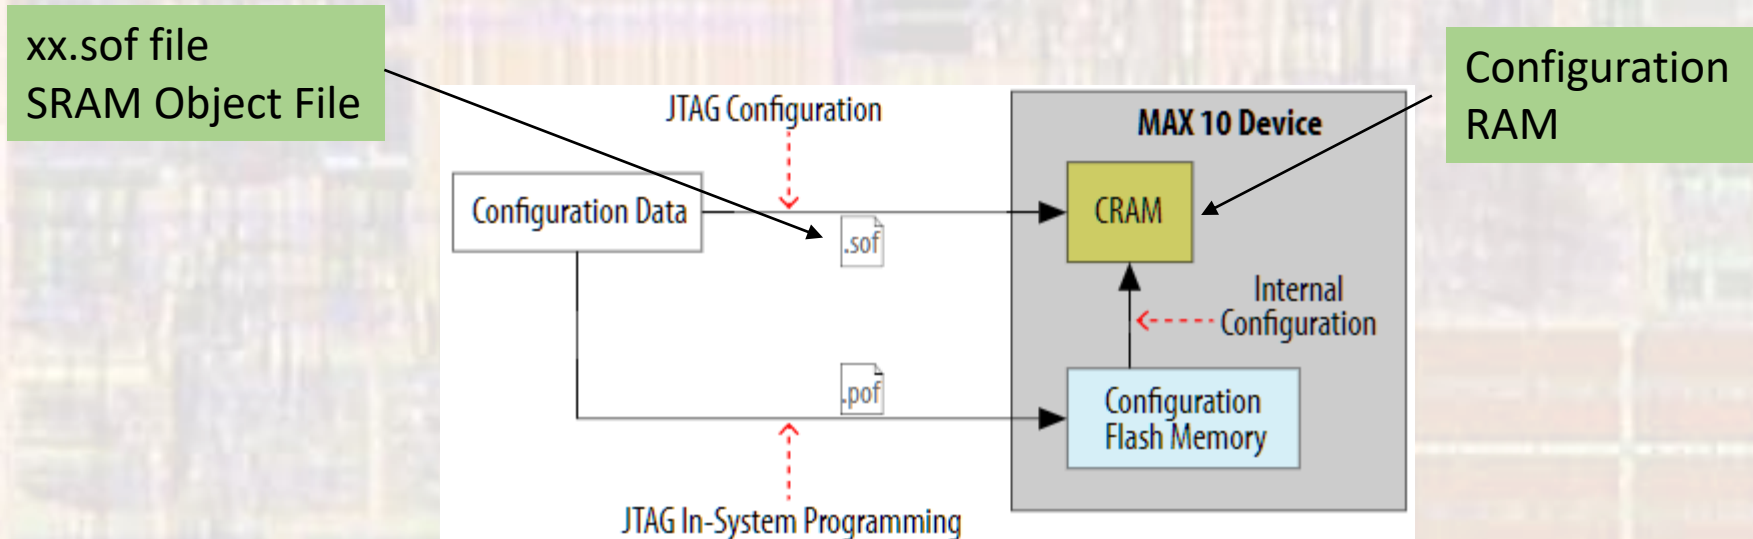 xx.sof file
SRAM Object File
Configuration
RAM
JTAG Configuration
MAX 10 Device
Configuration Data
CRAM
.sof
Internal
Configuration
.pof
Configuration
Flash Memory
JTAG In-System Programming